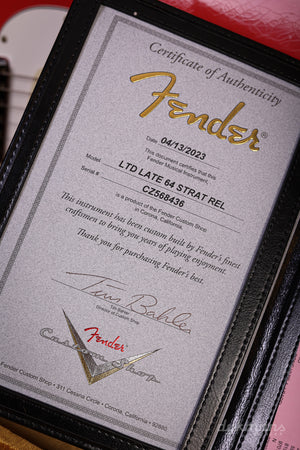 Certificate of Authenticity
Fender®
Date 04/13/2023
This document certifies that this
Fender Musical Instrument,
Model LTD LATE 64 STRAT REL
Serial # CZ568436
is a product of the Fender Custom Shop
in Corona, California.
This instrument has been custom built by Fender's finest
craftsmen to bring you years of playing enjoyment.
Thank you for purchasing Fender's best.
Fender
Custom Shop
Fender Custom Shop • 311 Cessna Circle • Corona, California • 92880